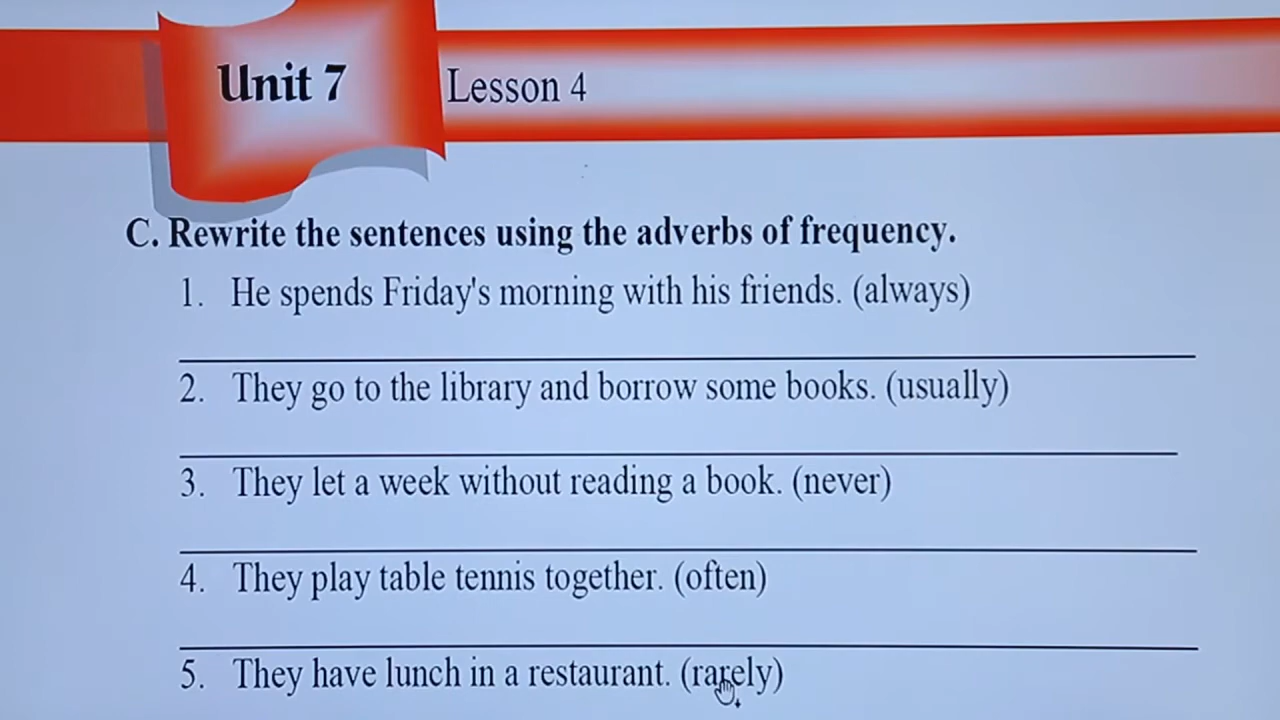 Unit 7
Lesson 4
C. Rewrite the sentences using the adverbs of frequency.
1. He spends Friday's morning with his friends. (always)
2. They go to the library and borrow some books. (usually)
3. They let a week without reading a book. (never)
4. They play table tennis together. (often)
5. They have lunch in a restaurant. (rarely)